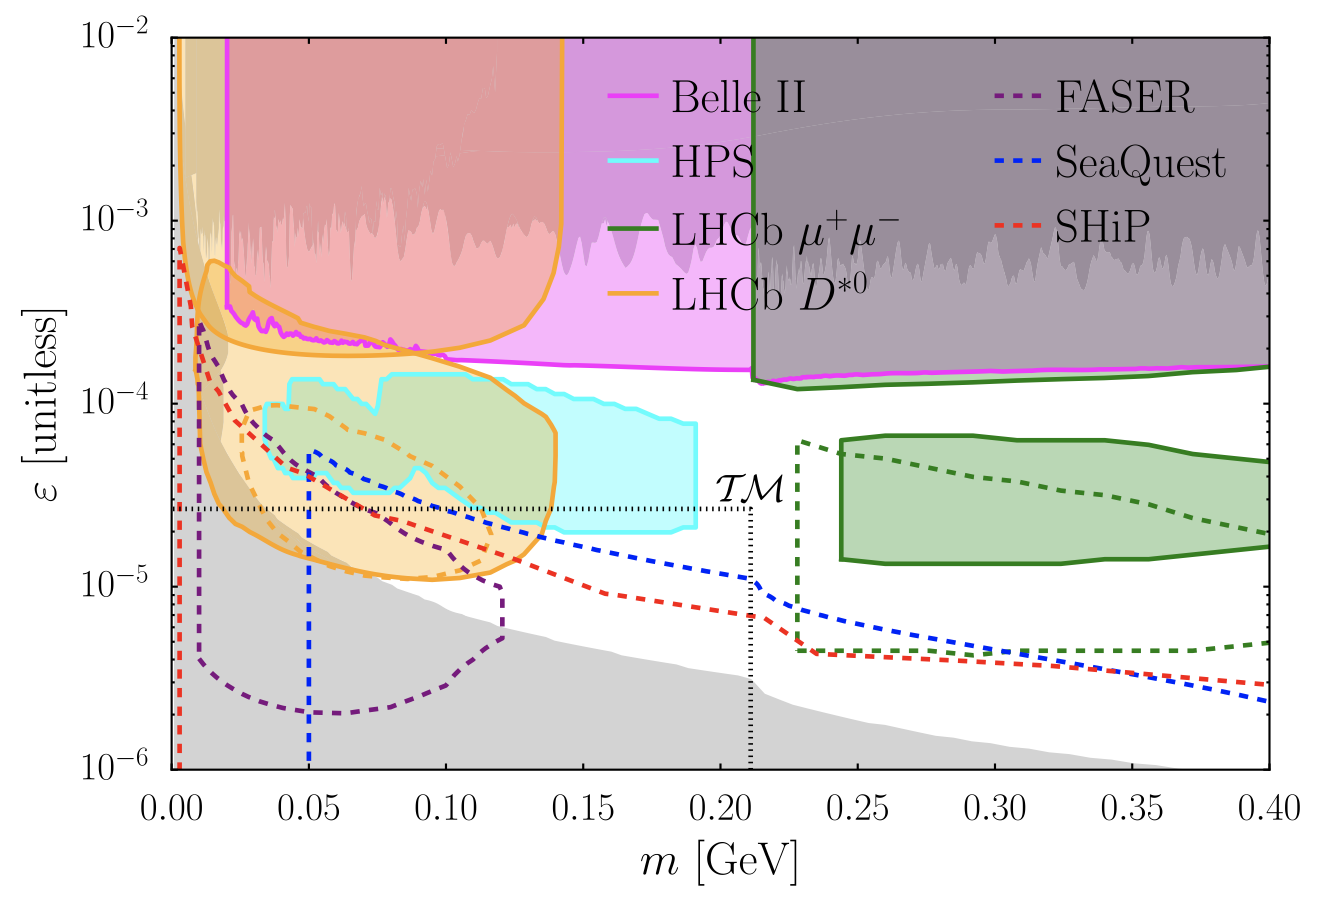 10⁻²
10⁻³
10⁻⁴
10⁻⁵
10⁻⁶
ε [unitless]
Belle II
HPS
LHCb μ⁺μ⁻
LHCb D*⁰
FASER
SeaQuest
SHiP
𝒯ℳ
0.00 0.05 0.10 0.15 0.20 0.25 0.30 0.35 0.40
m [GeV]